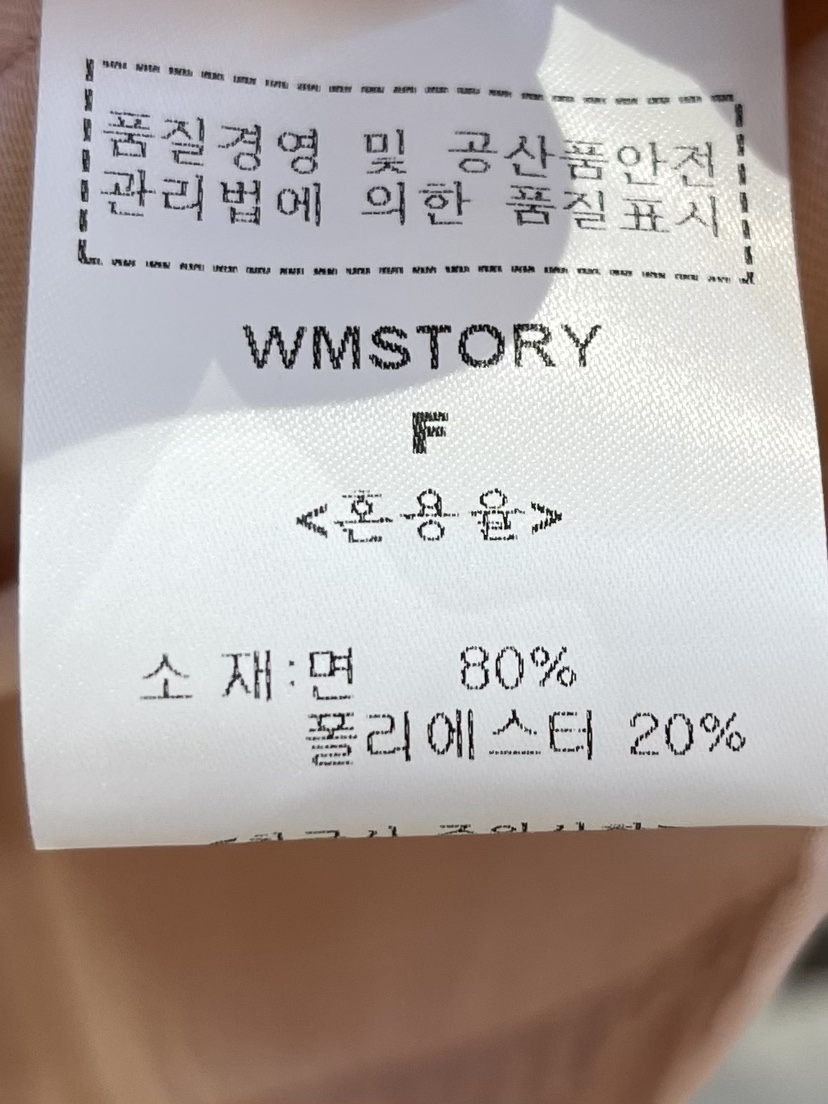 품질경영 및 공산품안전
관리법에 의한 품질표시
WMSTORY
F
<혼용율>
소 재:면 80%
폴리에스터 20%